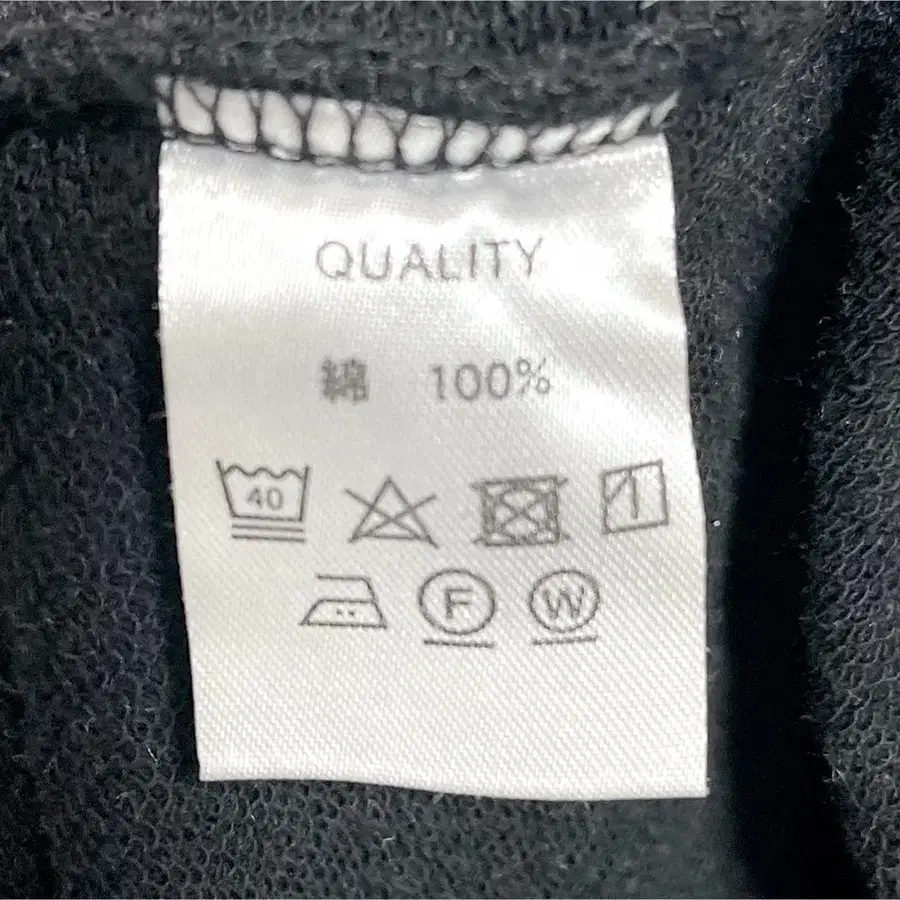 QUALITY
綿 100%
40
F W